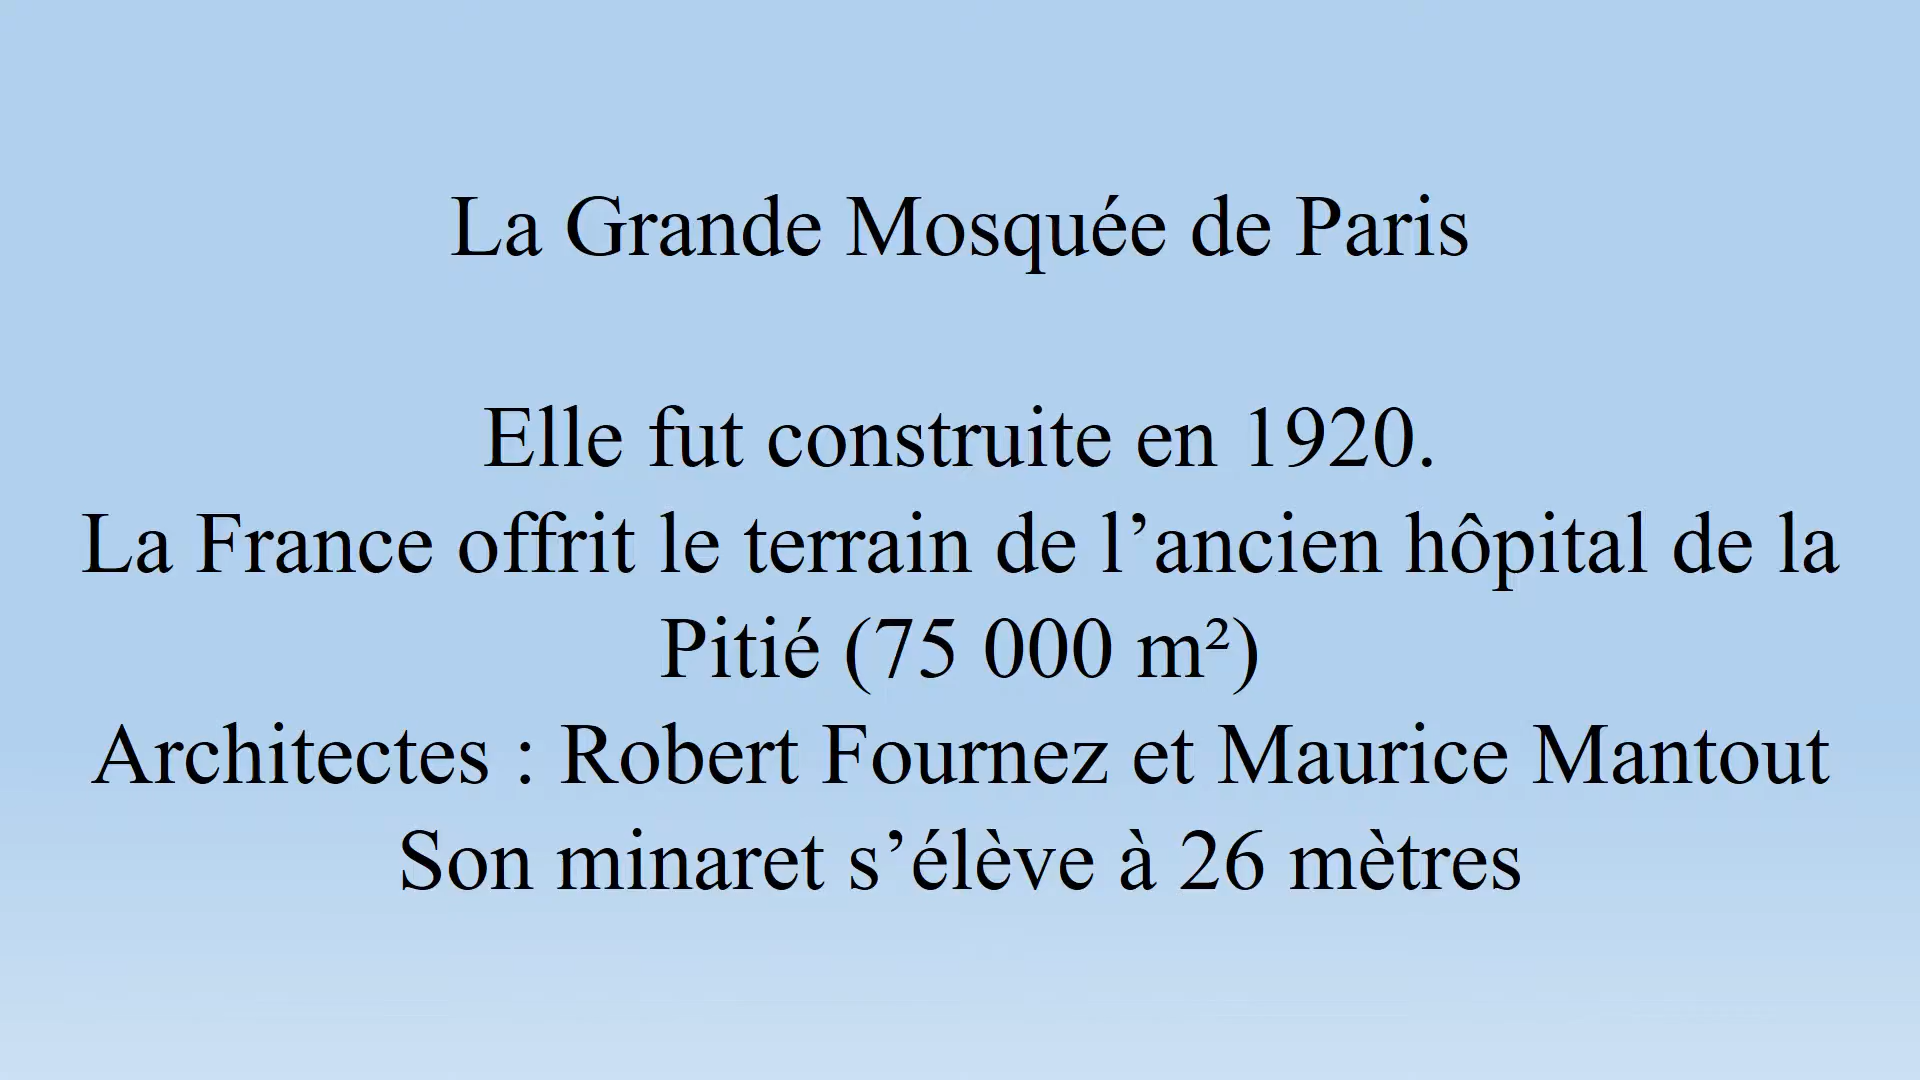 La Grande Mosquée de Paris
Elle fut construite en 1920.
La France offrit le terrain de l’ancien hôpital de la
Pitié (75 000 m²)
Architectes : Robert Fournez et Maurice Mantout
Son minaret s’élève à 26 mètres